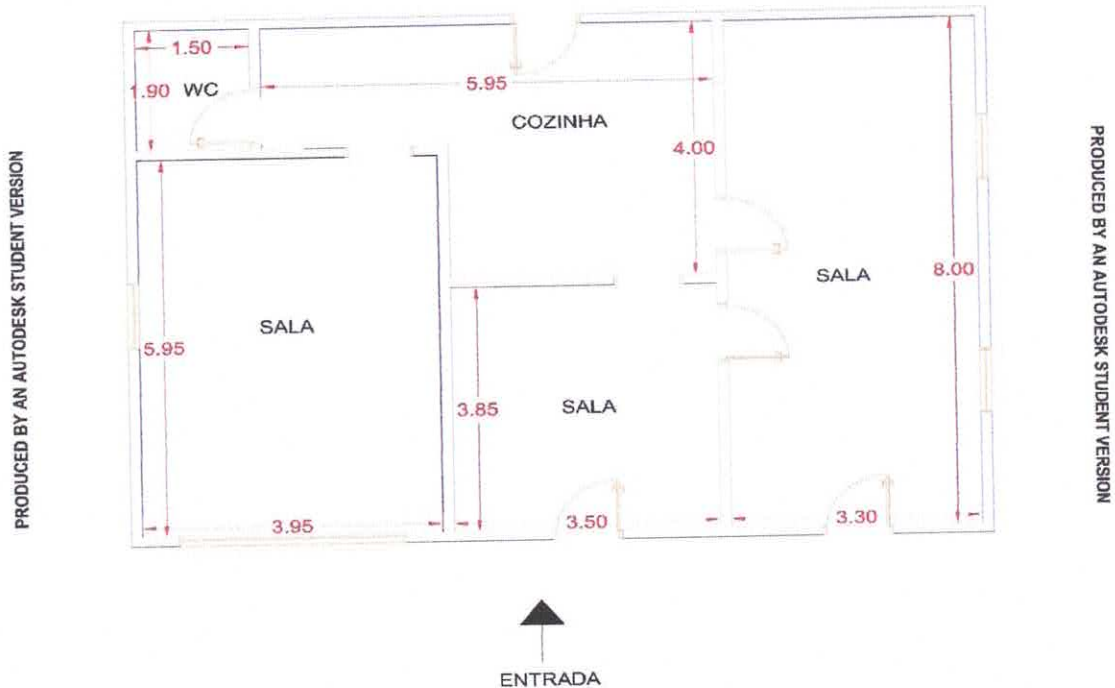 1.50
1.90
WC
5.95
COZINHA
4.00
SALA
8.00
SALA
5.95
3.85
SALA
3.95
3.50
3.30
ENTRADA
PRODUCED BY AN AUTODESK STUDENT VERSION
PRODUCED BY AN AUTODESK STUDENT VERSION